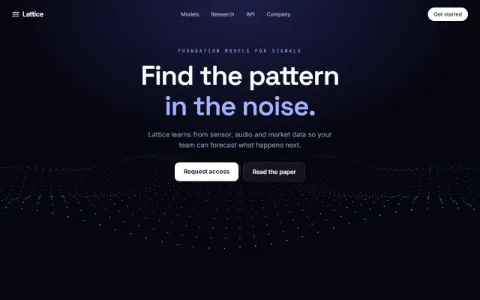 Lattice
Models
Research
API
Company
Get started
FOUNDATION MODELS FOR SIGNALS
Find the pattern
in the noise.
Lattice learns from sensor, audio and market data so your
team can forecast what happens next.
Request access
Read the paper